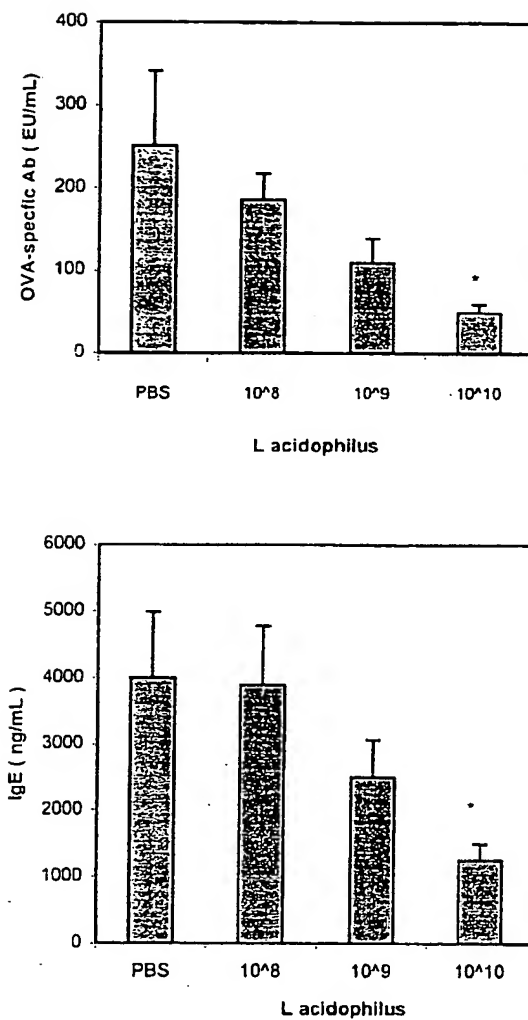 400
300
200
100
0
OVA-specfic Ab ( EU/mL)
*
PBS 10^8 10^9 10^10
L acidophilus
6000
5000
4000
3000
2000
1000
0
IgE ( ng/mL )
*
PBS 10^8 10^9 10^10
L acidophilus